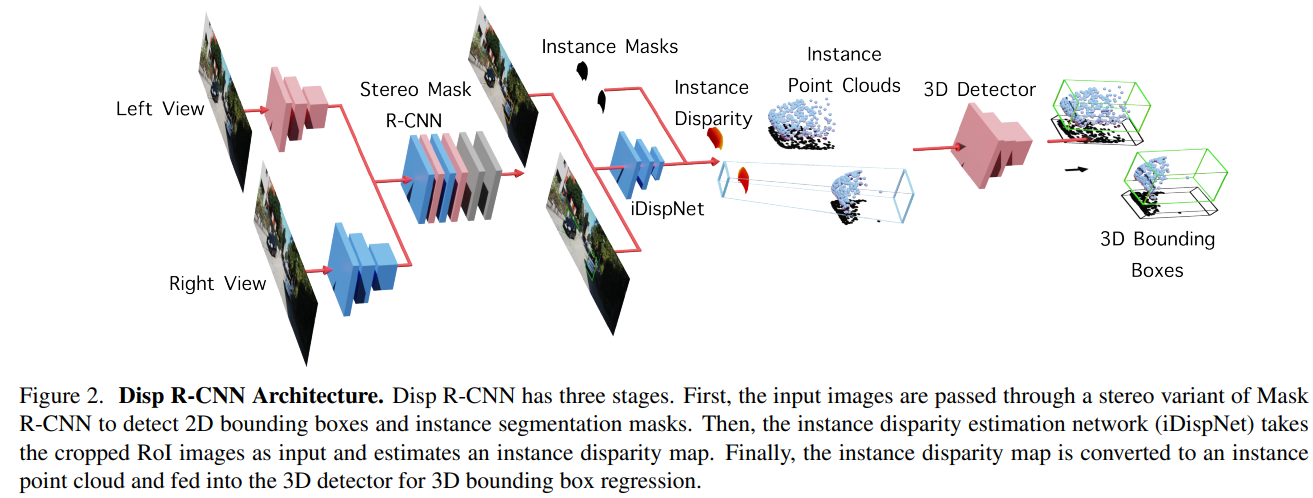 Left View
Right View
Stereo Mask
R-CNN
Instance Masks
iDispNet
Instance
Disparity
Instance
Point Clouds
3D Detector
3D Bounding
Boxes
Figure 2. Disp R-CNN Architecture. Disp R-CNN has three stages. First, the input images are passed through a stereo variant of Mask
R-CNN to detect 2D bounding boxes and instance segmentation masks. Then, the instance disparity estimation network (iDispNet) takes
the cropped RoI images as input and estimates an instance disparity map. Finally, the instance disparity map is converted to an instance
point cloud and fed into the 3D detector for 3D bounding box regression.